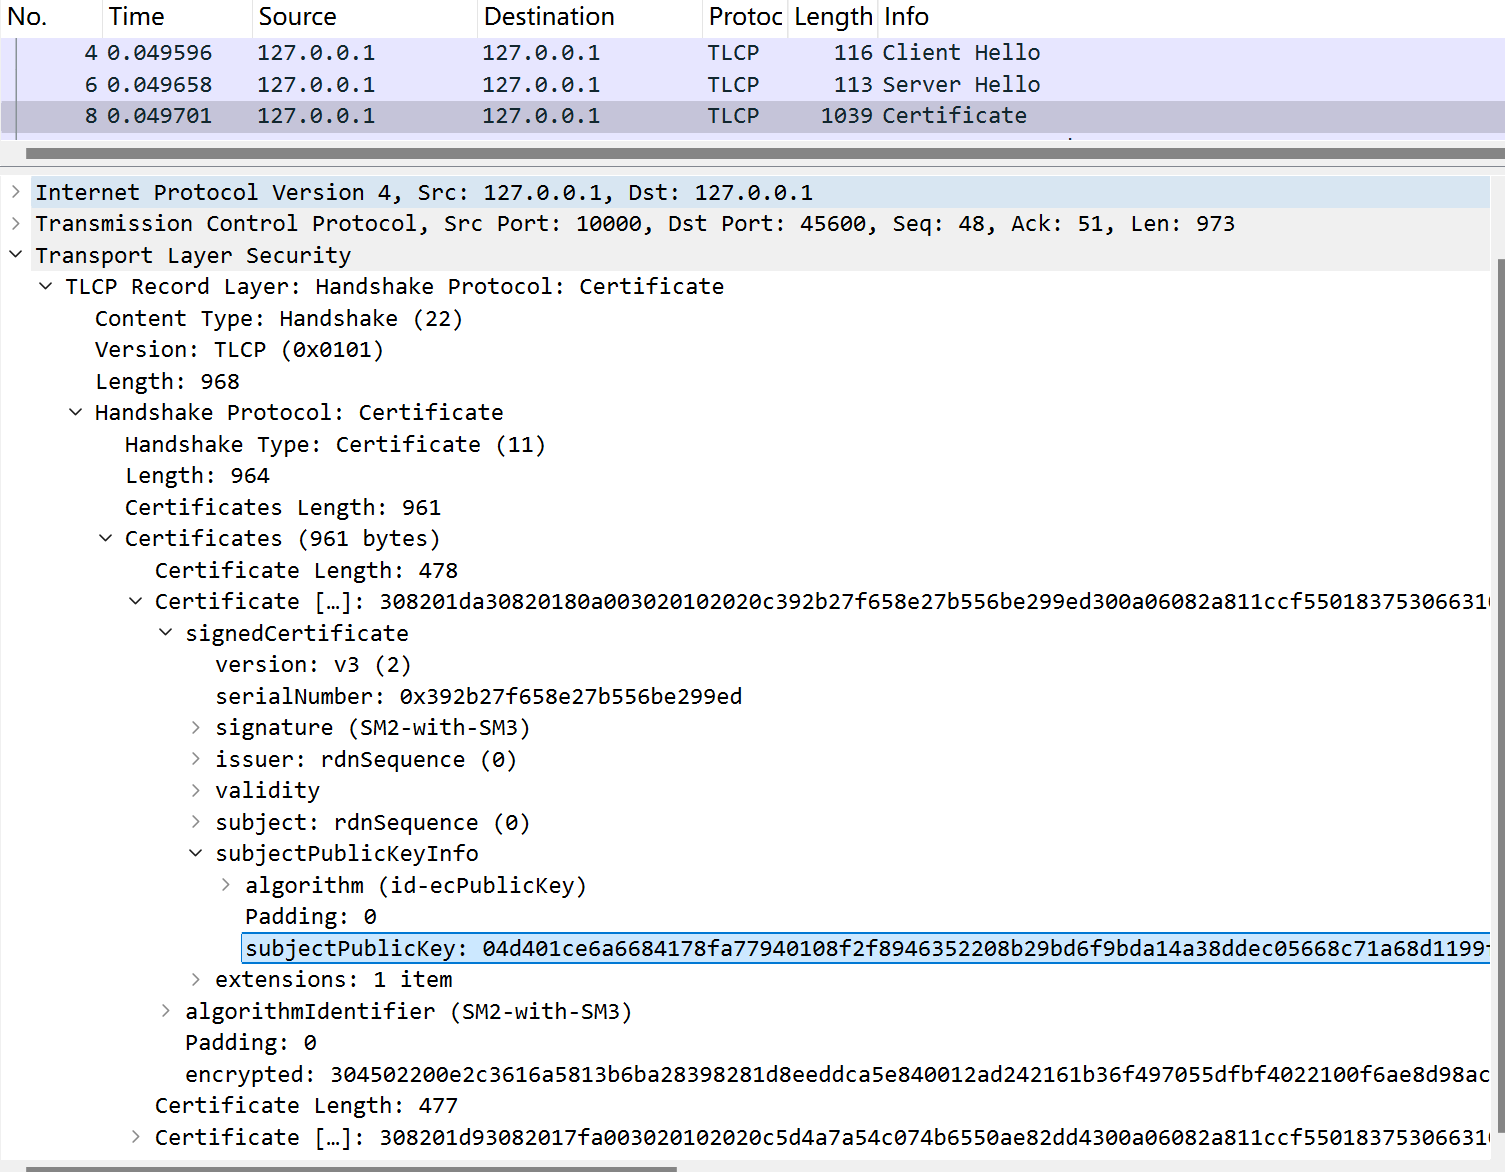 No. Time Source Destination Protoc Length Info
4 0.049596 127.0.0.1 127.0.0.1 TLCP 116 Client Hello
6 0.049658 127.0.0.1 127.0.0.1 TLCP 113 Server Hello
8 0.049701 127.0.0.1 127.0.0.1 TLCP 1039 Certificate
Internet Protocol Version 4, Src: 127.0.0.1, Dst: 127.0.0.1
Transmission Control Protocol, Src Port: 10000, Dst Port: 45600, Seq: 48, Ack: 51, Len: 973
Transport Layer Security
TLCP Record Layer: Handshake Protocol: Certificate
Content Type: Handshake (22)
Version: TLCP (0x0101)
Length: 968
Handshake Protocol: Certificate
Handshake Type: Certificate (11)
Length: 964
Certificates Length: 961
Certificates (961 bytes)
Certificate Length: 478
Certificate […]: 308201da30820180a003020102020c392b27f658e27b556be299ed300a06082a811ccf550183753066310
signedCertificate
version: v3 (2)
serialNumber: 0x392b27f658e27b556be299ed
signature (SM2-with-SM3)
issuer: rdnSequence (0)
validity
subject: rdnSequence (0)
subjectPublicKeyInfo
algorithm (id-ecPublicKey)
Padding: 0
subjectPublicKey: 04d401ce6a6684178fa77940108f2f8946352208b29bd6f9bda14a38ddec05668c71a68d1199f
extensions: 1 item
algorithmIdentifier (SM2-with-SM3)
Padding: 0
encrypted: 304502200e2c3616a5813b6ba28398281d8eeddca5e840012ad242161b36f497055dfbf4022100f6ae8d98ac
Certificate Length: 477
Certificate […]: 308201d93082017fa003020102020c5d4a7a54c074b6550ae82dd4300a06082a811ccf550183753066310